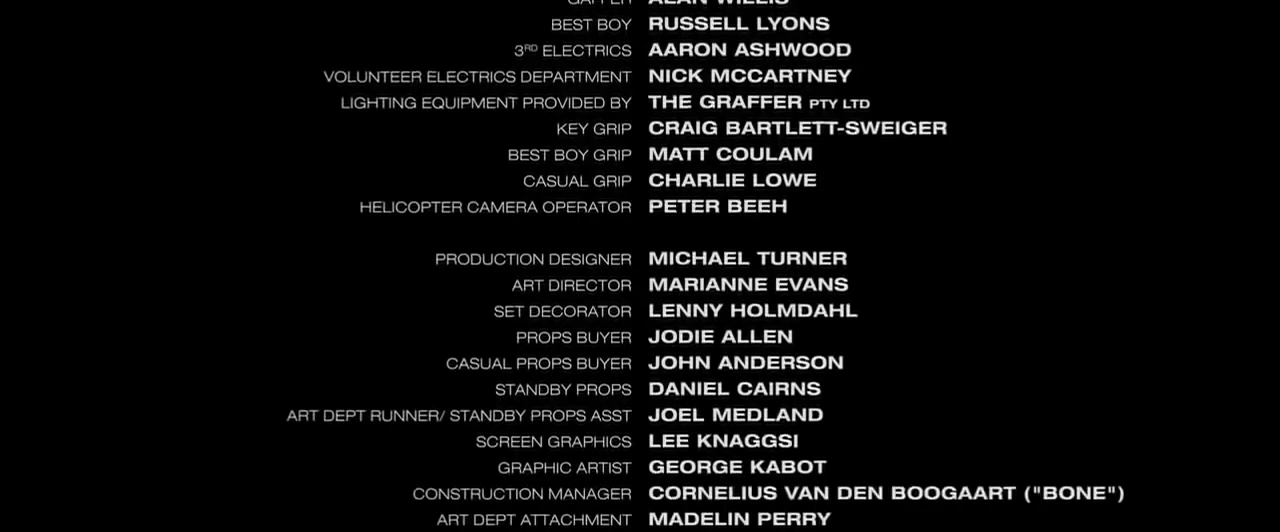 GAFFER ALAN WILLIS
BEST BOY RUSSELL LYONS
3RD ELECTRICS AARON ASHWOOD
VOLUNTEER ELECTRICS DEPARTMENT NICK MCCARTNEY
LIGHTING EQUIPMENT PROVIDED BY THE GRAFFER PTY LTD
KEY GRIP CRAIG BARTLETT-SWEIGER
BEST BOY GRIP MATT COULAM
CASUAL GRIP CHARLIE LOWE
HELICOPTER CAMERA OPERATOR PETER BEEH
PRODUCTION DESIGNER MICHAEL TURNER
ART DIRECTOR MARIANNE EVANS
SET DECORATOR LENNY HOLMDAHL
PROPS BUYER JODIE ALLEN
CASUAL PROPS BUYER JOHN ANDERSON
STANDBY PROPS DANIEL CAIRNS
ART DEPT RUNNER/ STANDBY PROPS ASST JOEL MEDLAND
SCREEN GRAPHICS LEE KNAGGSI
GRAPHIC ARTIST GEORGE KABOT
CONSTRUCTION MANAGER CORNELIUS VAN DEN BOOGAART ("BONE")
ART DEPT ATTACHMENT MADELIN PERRY